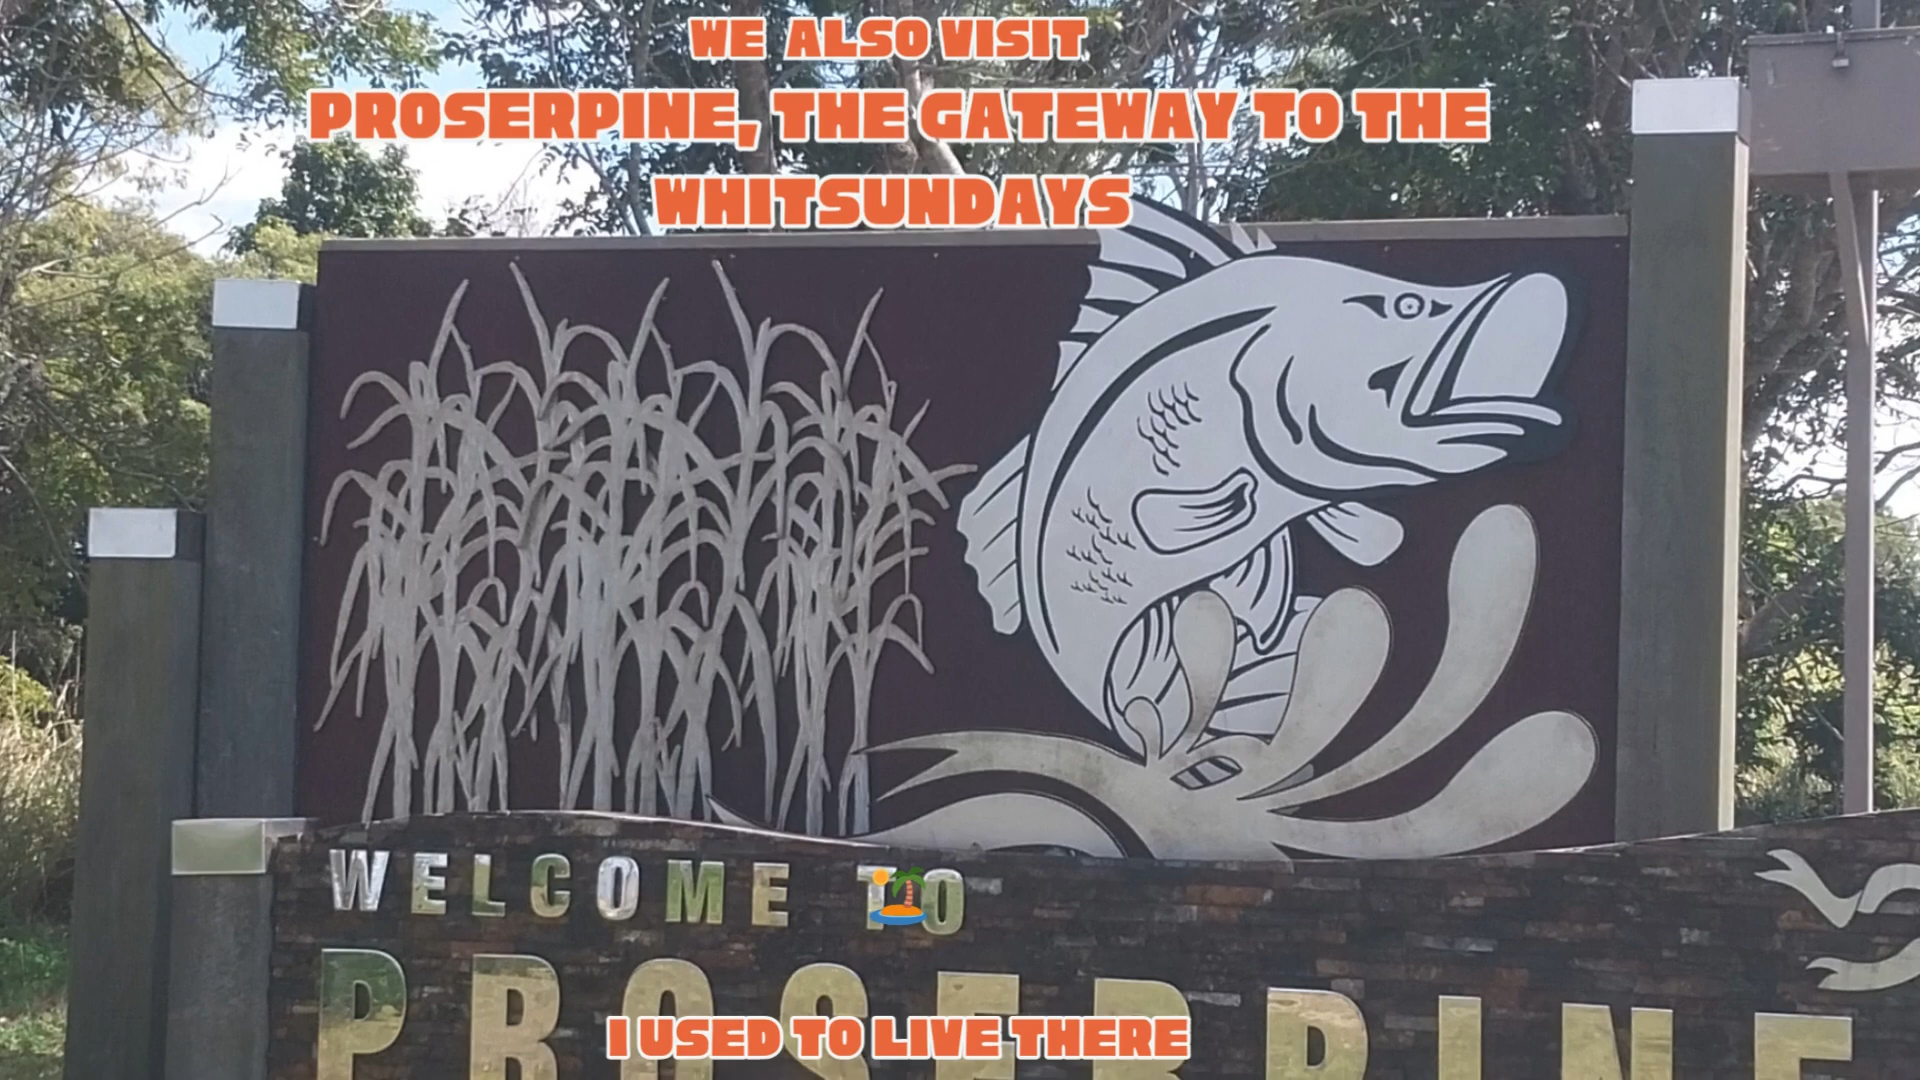 WE ALSO VISIT
PROSERPINE, THE GATEWAY TO THE
WHITSUNDAYS
WELCOME TO
PROSERPINE
I USED TO LIVE THERE